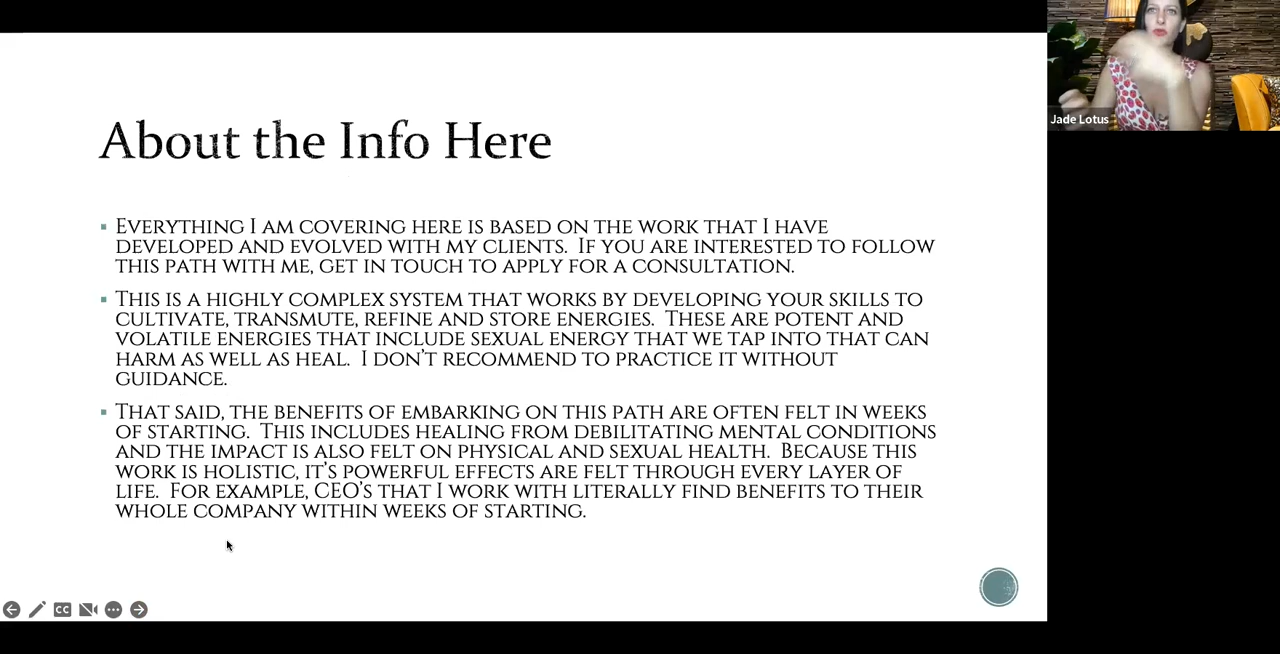 About the Info Here
EVERYTHING I AM COVERING HERE IS BASED ON THE WORK THAT I HAVE
DEVELOPED AND EVOLVED WITH MY CLIENTS. IF YOU ARE INTERESTED TO FOLLOW
THIS PATH WITH ME, GET IN TOUCH TO APPLY FOR A CONSULTATION.
THIS IS A HIGHLY COMPLEX SYSTEM THAT WORKS BY DEVELOPING YOUR SKILLS TO
CULTIVATE, TRANSMUTE, REFINE AND STORE ENERGIES. THESE ARE POTENT AND
VOLATILE ENERGIES THAT INCLUDE SEXUAL ENERGY THAT WE TAP INTO THAT CAN
HARM AS WELL AS HEAL. I DON'T RECOMMEND TO PRACTICE IT WITHOUT
GUIDANCE.
THAT SAID, THE BENEFITS OF EMBARKING ON THIS PATH ARE OFTEN FELT IN WEEKS
OF STARTING. THIS INCLUDES HEALING FROM DEBILITATING MENTAL CONDITIONS
AND THE IMPACT IS ALSO FELT ON PHYSICAL AND SEXUAL HEALTH. BECAUSE THIS
WORK IS HOLISTIC, IT'S POWERFUL EFFECTS ARE FELT THROUGH EVERY LAYER OF
LIFE. FOR EXAMPLE, CEO'S THAT I WORK WITH LITERALLY FIND BENEFITS TO THEIR
WHOLE COMPANY WITHIN WEEKS OF STARTING.
Jade Lotus
CC